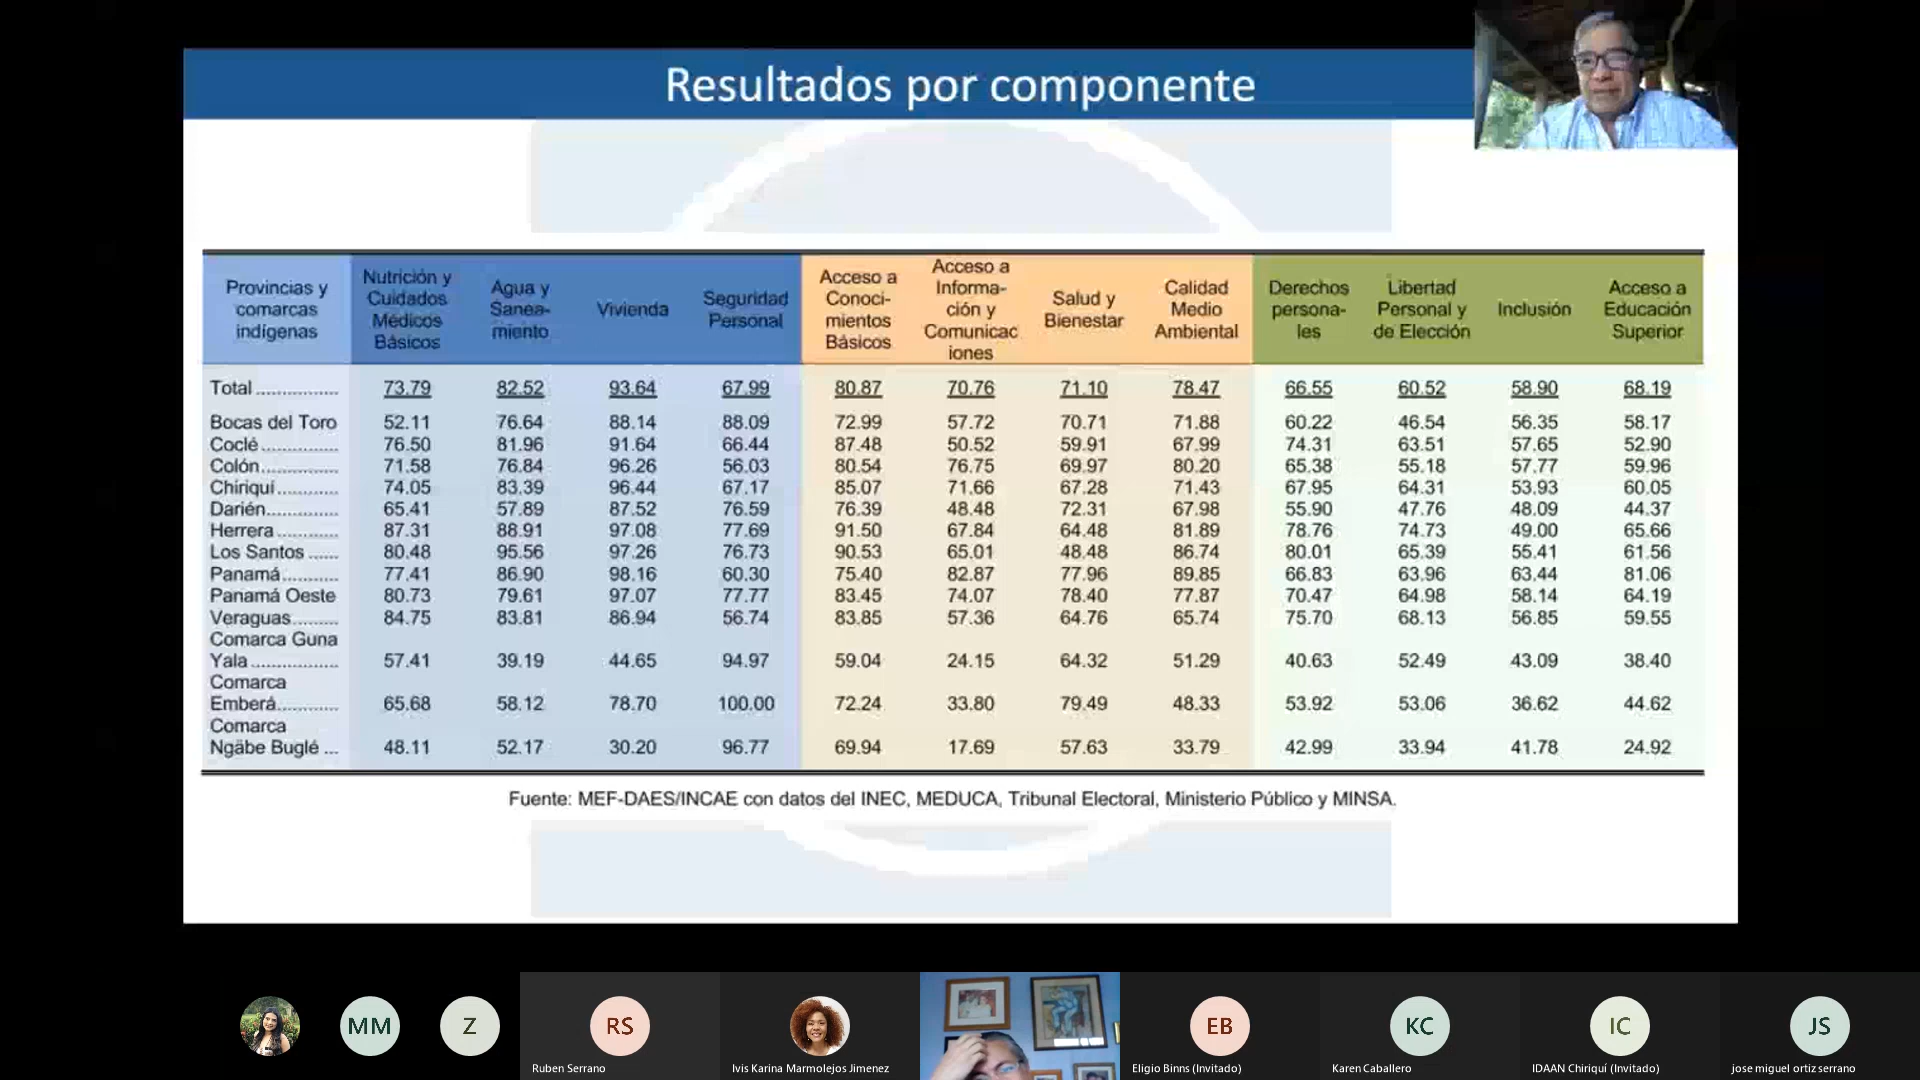 Resultados por componente
Provincias y comarcas indígenas | Nutrición y Cuidados Médicos Básicos | Agua y Sanea-miento | Vivienda | Seguridad Personal | Acceso a Conoci-mientos Básicos | Acceso a Informa-ción y Comunicac iones | Salud y Bienestar | Calidad Medio Ambiental | Derechos persona-les | Libertad Personal y de Elección | Inclusión | Acceso a Educación Superior
Total ............... 73.79 82.52 93.64 67.99 80.87 70.76 71.10 78.47 66.55 60.52 58.90 68.19
Bocas del Toro 52.11 76.64 88.14 88.09 72.99 57.72 70.71 71.88 60.22 46.54 56.35 58.17
Coclé .............. 76.50 81.96 91.64 66.44 87.48 50.52 59.91 67.99 74.31 63.51 57.65 52.90
Colón.............. 71.58 76.84 96.26 56.03 80.54 76.75 69.97 80.20 65.38 55.18 57.77 59.96
Chiriquí............ 74.05 83.39 96.44 67.17 85.07 71.66 67.28 71.43 67.95 64.31 53.93 60.05
Darién............. 65.41 57.89 87.52 76.59 76.39 48.48 72.31 67.98 55.90 47.76 48.09 44.37
Herrera ........... 87.31 88.91 97.08 77.69 91.50 67.84 64.48 81.89 78.76 74.73 49.00 65.66
Los Santos ...... 80.48 95.56 97.26 76.73 90.53 65.01 48.48 86.74 80.01 65.39 55.41 61.56
Panamá.......... 77.41 86.90 98.16 60.30 75.40 82.87 77.96 89.85 66.83 63.96 63.44 81.06
Panamá Oeste 80.73 79.61 97.07 77.77 83.45 74.07 78.40 77.87 70.47 64.98 58.14 64.19
Veraguas......... 84.75 83.81 86.94 56.74 83.85 57.36 64.76 65.74 75.70 68.13 56.85 59.55
Comarca Guna
Yala ................ 57.41 39.19 44.65 94.97 59.04 24.15 64.32 51.29 40.63 52.49 43.09 38.40
Comarca
Emberá........... 65.68 58.12 78.70 100.00 72.24 33.80 79.49 48.33 53.92 53.06 36.62 44.62
Comarca
Ngäbe Buglé ... 48.11 52.17 30.20 96.77 69.94 17.69 57.63 33.79 42.99 33.94 41.78 24.92
Fuente: MEF-DAES/INCAE con datos del INEC, MEDUCA, Tribunal Electoral, Ministerio Público y MINSA.
MM
Z
RS
EB
KC
IC
JS
Ruben Serrano
Ivis Karina Marmolejos Jimenez
Eligio Binns (Invitado)
Karen Caballero
IDAAN Chiriquí (Invitado)
jose miguel ortiz serrano